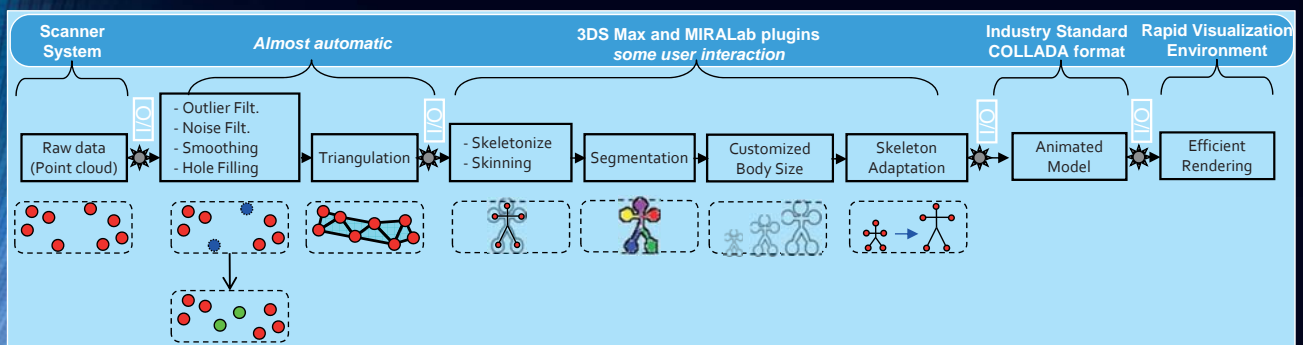 Scanner
System
Almost automatic
3DS Max and MIRALab plugins
some user interaction
Industry Standard
COLLADA format
Rapid Visualization
Environment
Raw data
(Point cloud)
I/O
- Outlier Filt.
- Noise Filt.
- Smoothing
- Hole Filling
Triangulation
I/O
- Skeletonize
- Skinning
Segmentation
Customized
Body Size
Skeleton
Adaptation
I/O
Animated
Model
I/O
Efficient
Rendering